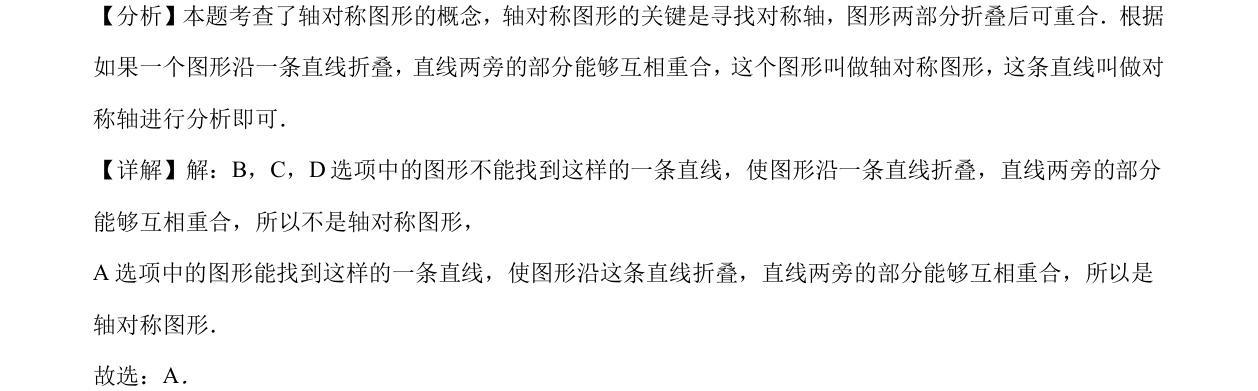 【分析】本题考查了轴对称图形的概念，轴对称图形的关键是寻找对称轴，图形两部分折叠后可重合．根据
如果一个图形沿一条直线折叠，直线两旁的部分能够互相重合，这个图形叫做轴对称图形，这条直线叫做对
称轴进行分析即可．
【详解】解：B，C，D 选项中的图形不能找到这样的一条直线，使图形沿一条直线折叠，直线两旁的部分
能够互相重合，所以不是轴对称图形，
A 选项中的图形能找到这样的一条直线，使图形沿这条直线折叠，直线两旁的部分能够互相重合，所以是
轴对称图形．
故选：A．